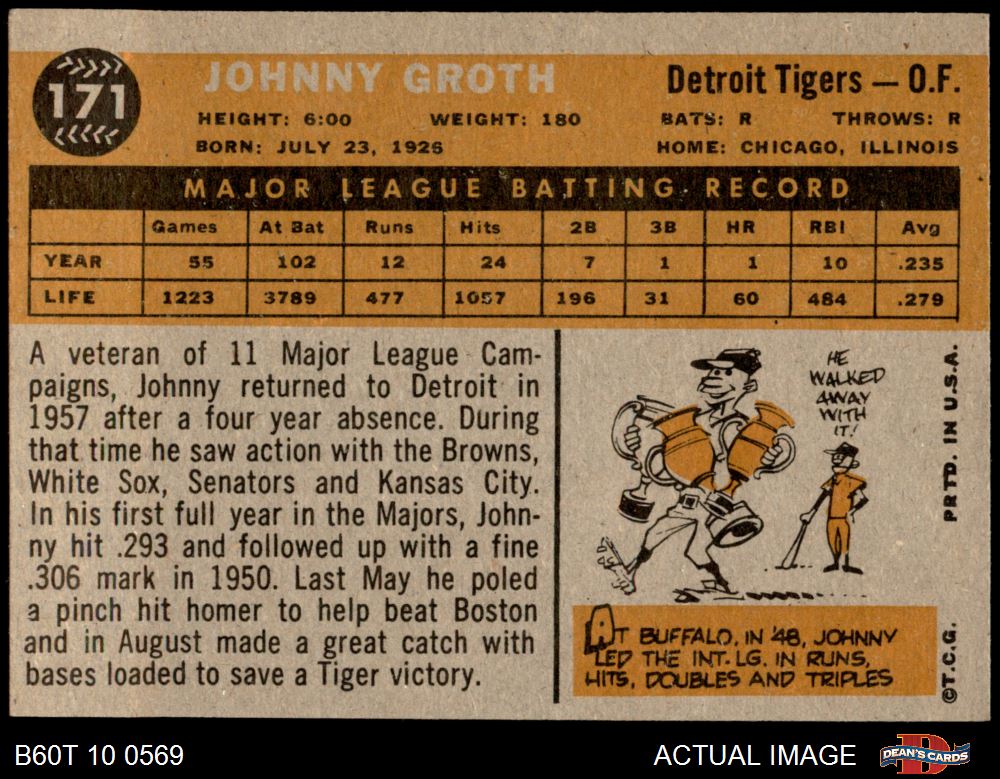 171
JOHNNY GROTH
Detroit Tigers — O.F.
HEIGHT: 6:00 WEIGHT: 180 BATS: R THROWS: R
BORN: JULY 23, 1926 HOME: CHICAGO, ILLINOIS
MAJOR LEAGUE BATTING RECORD
Games At Bat Runs Hits 2B 3B HR RBI Avg
YEAR 55 102 12 24 7 1 1 10 .235
LIFE 1223 3789 477 1057 196 31 60 484 .279
A veteran of 11 Major League Cam-
paigns, Johnny returned to Detroit in
1957 after a four year absence. During
that time he saw action with the Browns,
White Sox, Senators and Kansas City.
In his first full year in the Majors, John-
ny hit .293 and followed up with a fine
.306 mark in 1950. Last May he poled
a pinch hit homer to help beat Boston
and in August made a great catch with
bases loaded to save a Tiger victory.
HE
WALKED
AWAY
WITH
IT!
AT BUFFALO, IN '48, JOHNNY
LED THE INT. LG. IN RUNS,
HITS, DOUBLES AND TRIPLES
©T.C.G. PRTD. IN U.S.A.
B60T 10 0569
ACTUAL IMAGE
DEAN'S CARDS